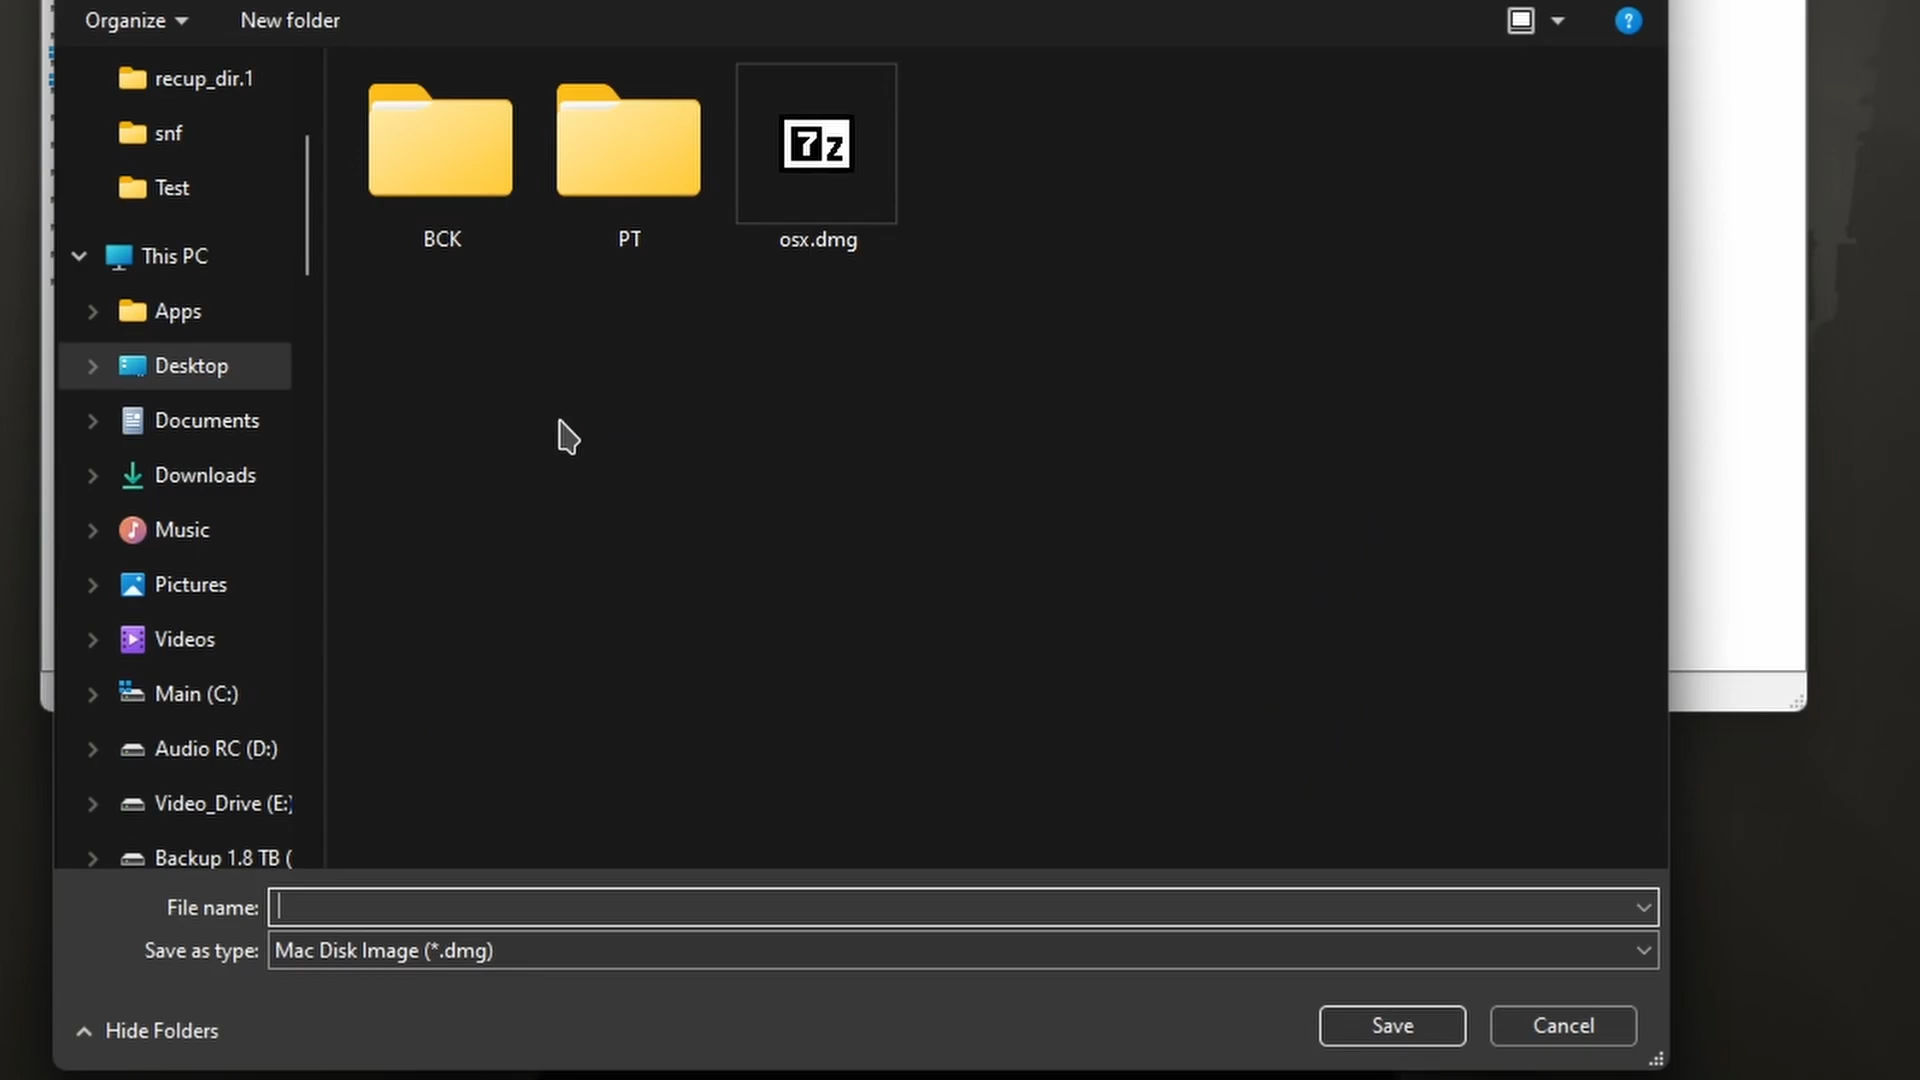 Organize
New folder
?
recup_dir.1
snf
Test
7z
BCK
PT
osx.dmg
This PC
Apps
Desktop
Documents
Downloads
Music
Pictures
Videos
Main (C:)
Audio RC (D:)
Video_Drive (E:)
Backup 1.8 TB (
File name:
Save as type:
Mac Disk Image (*.dmg)
Hide Folders
Save
Cancel